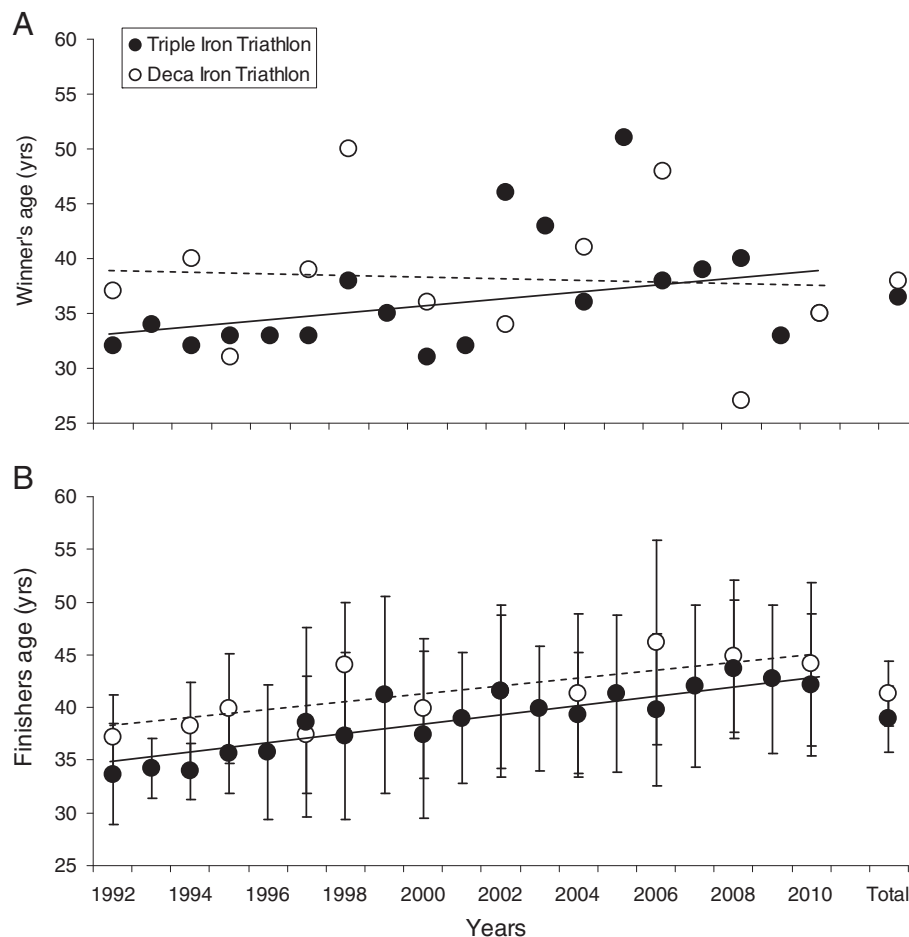 A
60
55
50
45
40
35
30
25
Winner's age (yrs)
Triple Iron Triathlon
Deca Iron Triathlon
B
60
55
50
45
40
35
30
25
Finishers age (yrs)
1992 1994 1996 1998 2000 2002 2004 2006 2008 2010 Total
Years